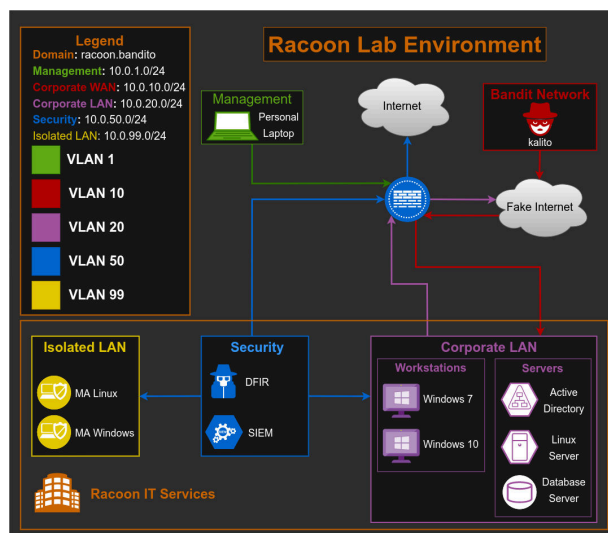 Legend
Domain: racoon.bandito
Management: 10.0.1.0/24
Corporate WAN: 10.0.10.0/24
Corporate LAN: 10.0.20.0/24
Security: 10.0.50.0/24
Isolated LAN: 10.0.99.0/24
VLAN 1
VLAN 10
VLAN 20
VLAN 50
VLAN 99
Racoon Lab Environment
Management
Personal
Laptop
Internet
Bandit Network
kalito
Fake Internet
Isolated LAN
MA Linux
MA Windows
Security
DFIR
SIEM
Corporate LAN
Workstations
Windows 7
Windows 10
Servers
Active
Directory
Linux
Server
Database
Server
Racoon IT Services